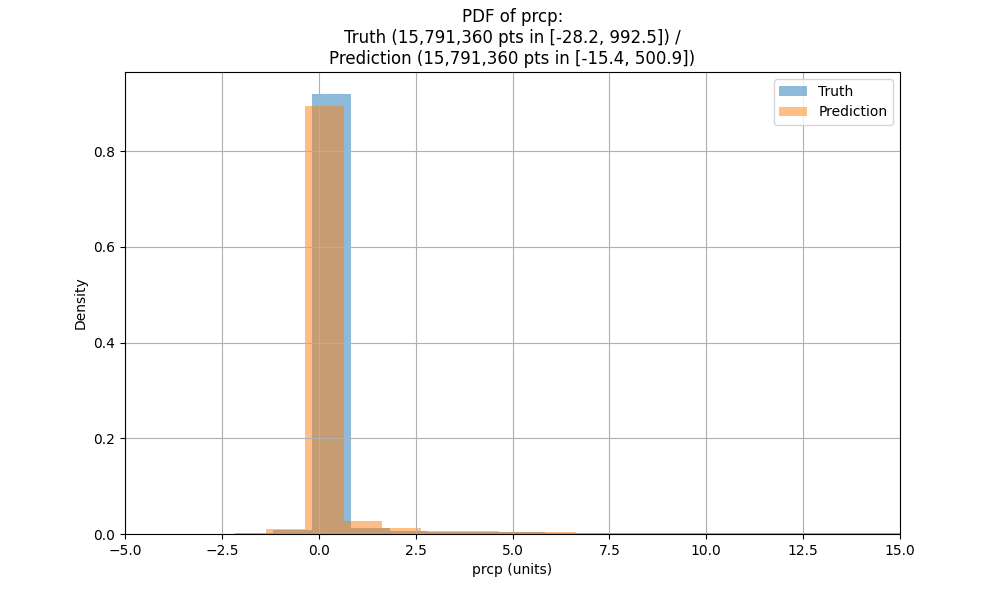 PDF of prcp:
Truth (15,791,360 pts in [-28.2, 992.5]) /
Prediction (15,791,360 pts in [-15.4, 500.9])
Truth
Prediction
0.8
0.6
0.4
0.2
0.0
Density
−5.0
−2.5
0.0
2.5
5.0
7.5
10.0
12.5
15.0
prcp (units)